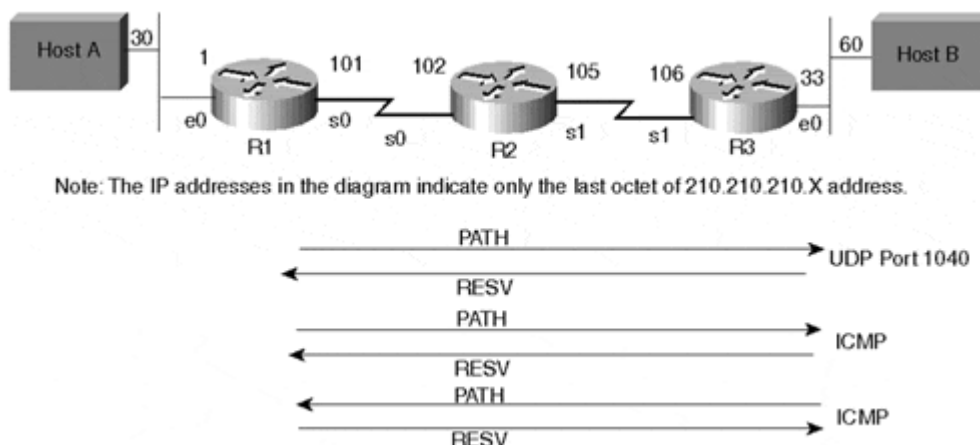 Host A
30
1
101
102
105
106
33
60
Host B
e0
s0
s0
s1
s1
e0
R1
R2
R3
Note: The IP addresses in the diagram indicate only the last octet of 210.210.210.X address.
PATH
UDP Port 1040
RESV
PATH
ICMP
RESV
PATH
ICMP
RESV